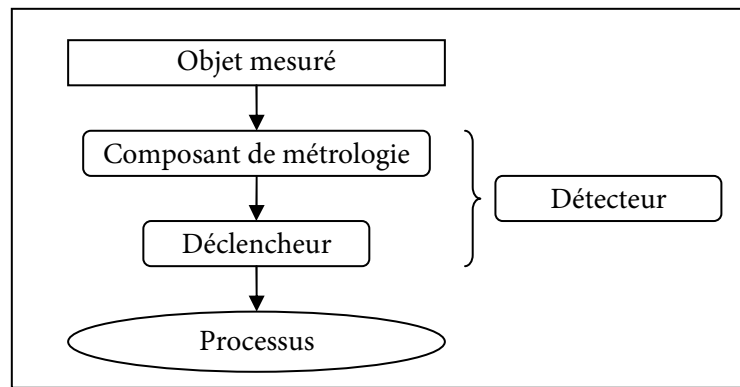 Objet mesuré
Composant de métrologie
Détecteur
Déclencheur
Processus